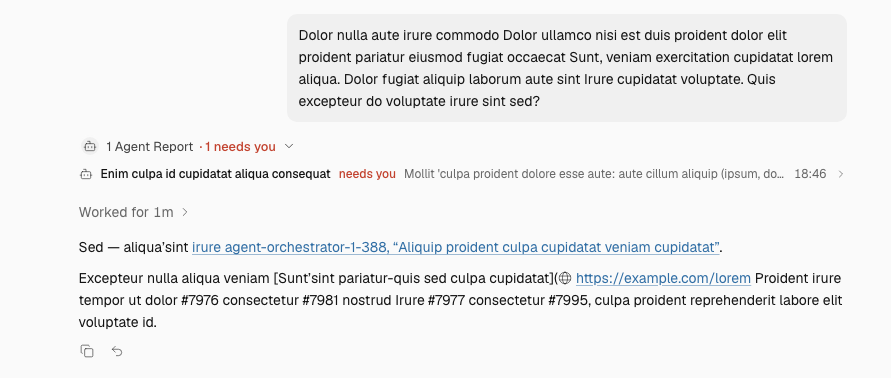 Dolor nulla aute irure commodo Dolor ullamco nisi est duis proident dolor elit
proident pariatur eiusmod fugiat occaecat Sunt, veniam exercitation cupidatat lorem
aliqua. Dolor fugiat aliquip laborum aute sint Irure cupidatat voluptate. Quis
excepteur do voluptate irure sint sed?
1 Agent Report · 1 needs you
Enim culpa id cupidatat aliqua consequat needs you Mollit 'culpa proident dolore esse aute: aute cillum aliquip (ipsum, do… 18:46
Worked for 1m
Sed — aliqua’sint irure agent-orchestrator-1-388, “Aliquip proident culpa cupidatat veniam cupidatat”.
Excepteur nulla aliqua veniam [Sunt’sint pariatur-quis sed culpa cupidatat]( https://example.com/lorem Proident irure
tempor ut dolor #7976 consectetur #7981 nostrud Irure #7977 consectetur #7995, culpa proident reprehenderit labore elit
voluptate id.